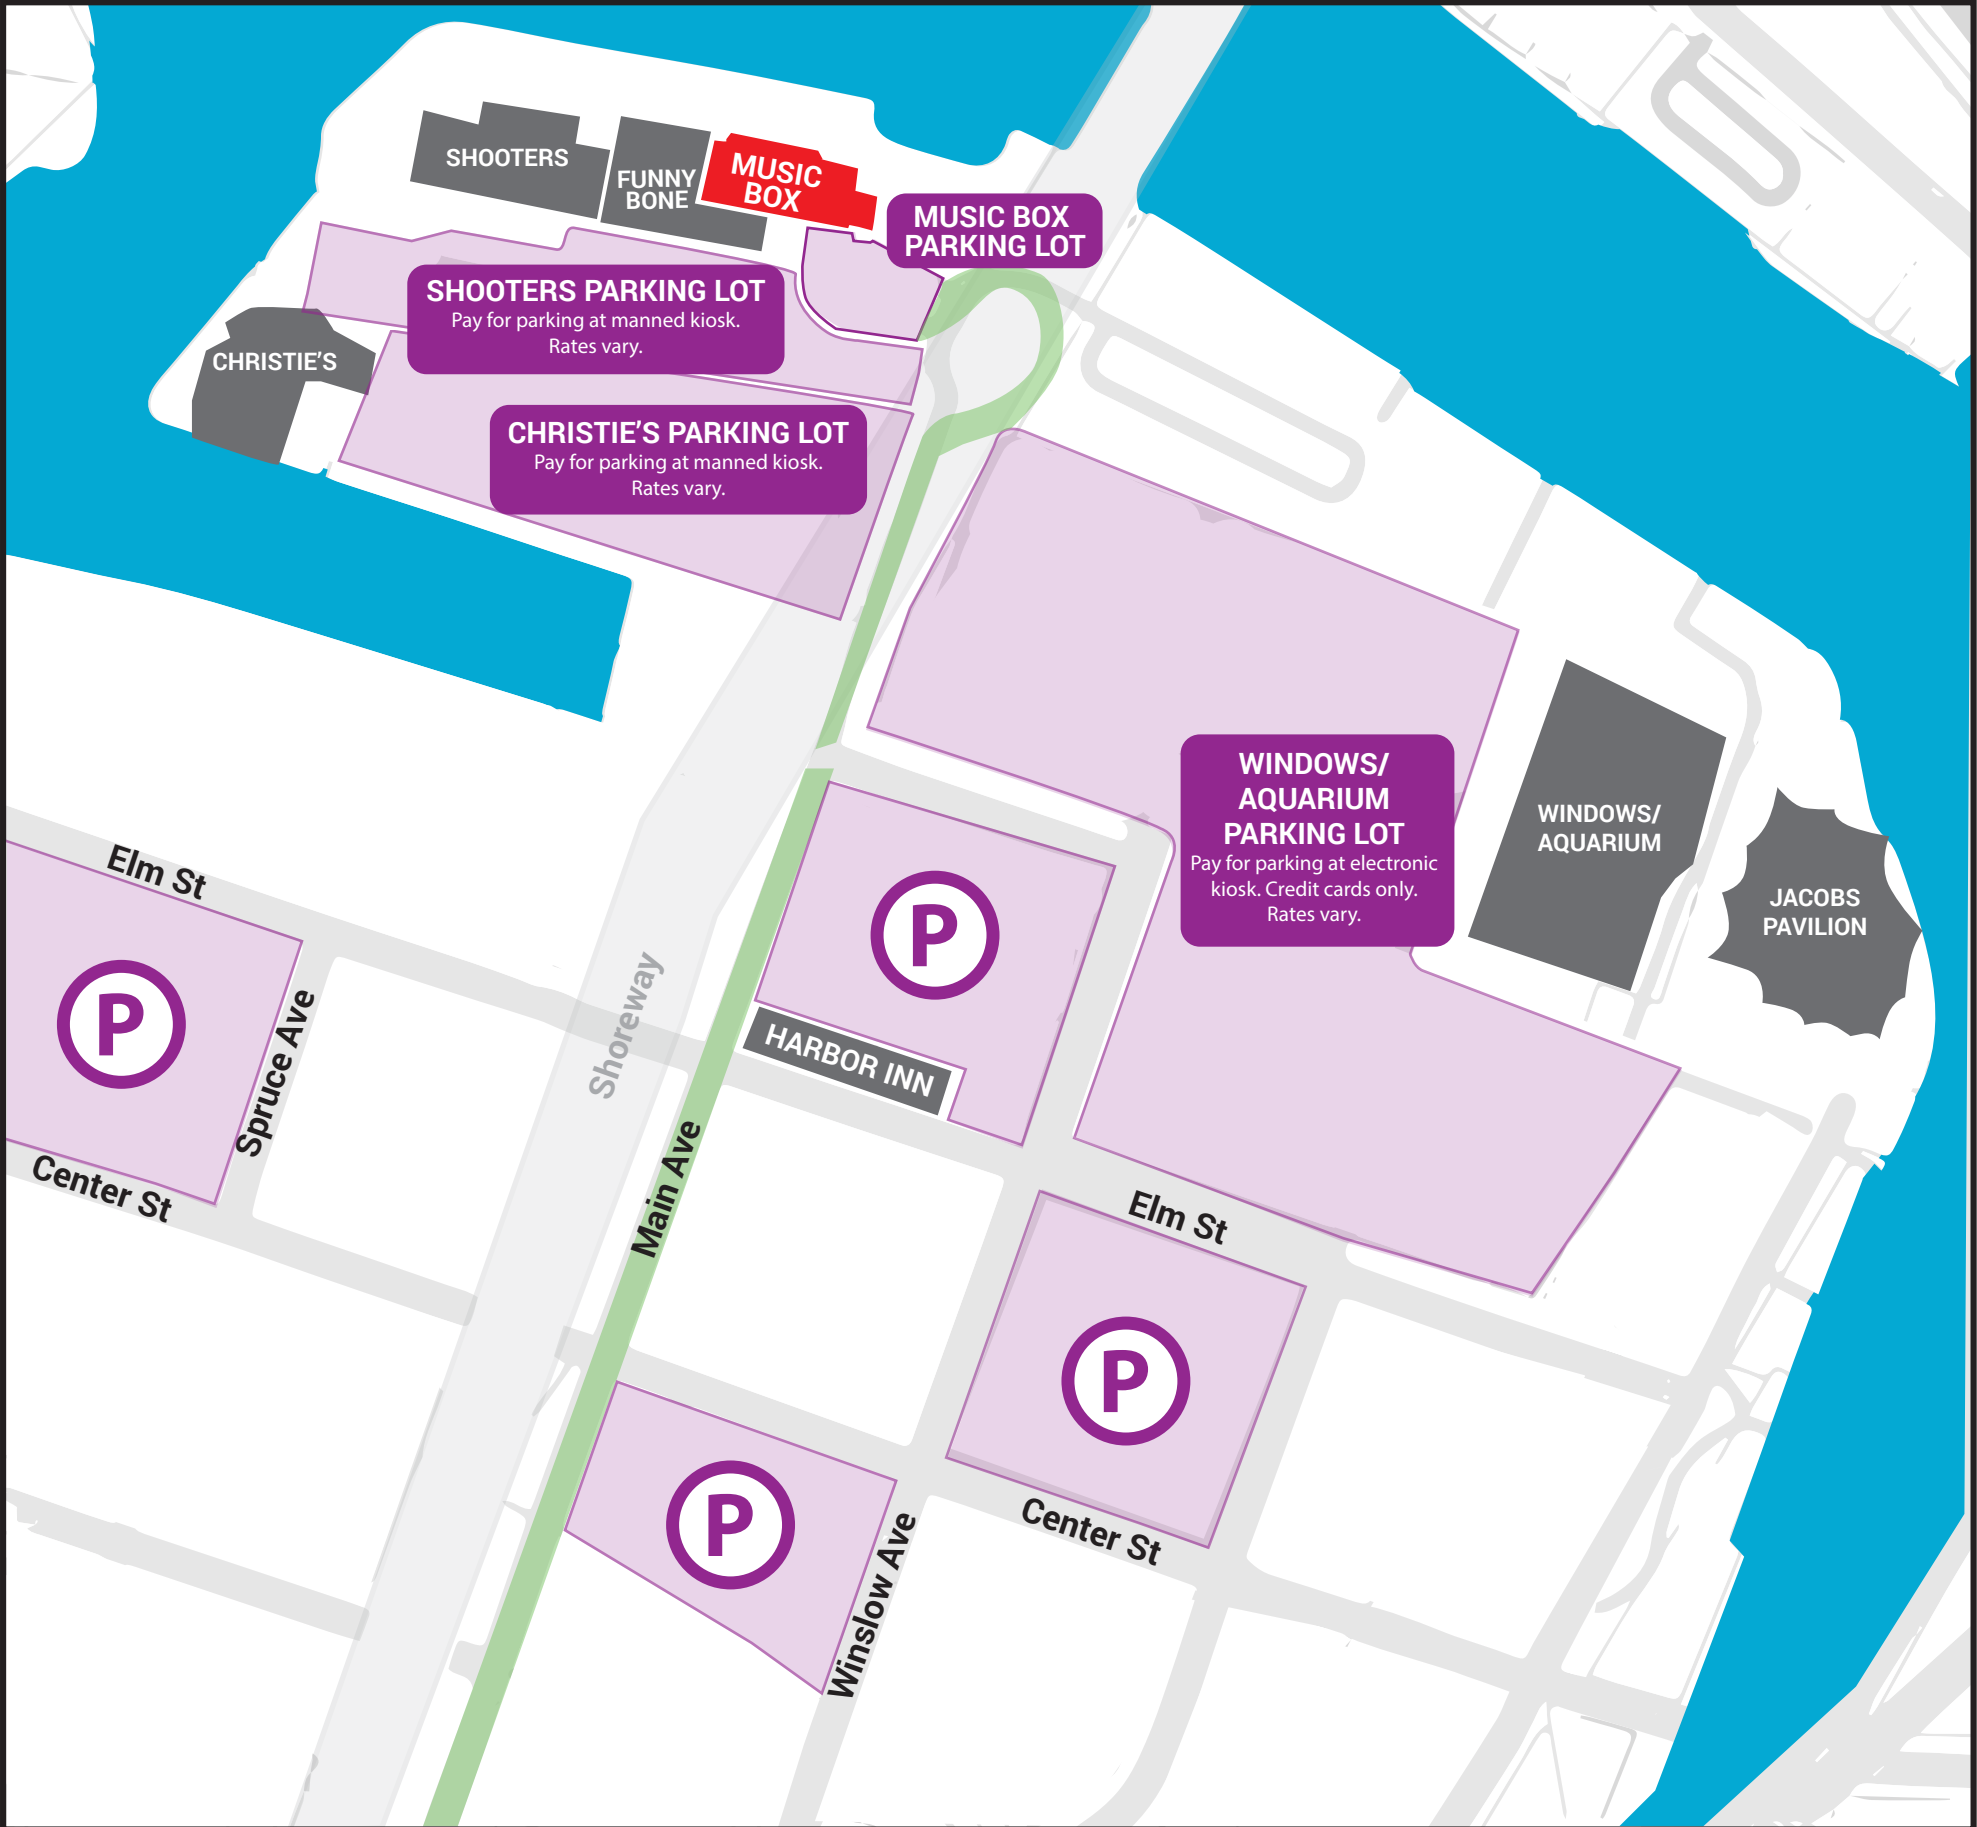 SHOOTERS
FUNNY
BONE
MUSIC
BOX
MUSIC BOX
PARKING LOT
SHOOTERS PARKING LOT
Pay for parking at manned kiosk.
Rates vary.
CHRISTIE'S
CHRISTIE'S PARKING LOT
Pay for parking at manned kiosk.
Rates vary.
WINDOWS/
AQUARIUM
PARKING LOT
Pay for parking at electronic
kiosk. Credit cards only.
Rates vary.
WINDOWS/
AQUARIUM
JACOBS
PAVILION
Elm St
P
P
Spruce Ave
Shoreway
HARBOR INN
Center St
Main Ave
Elm St
P
P
Center St
Winslow Ave